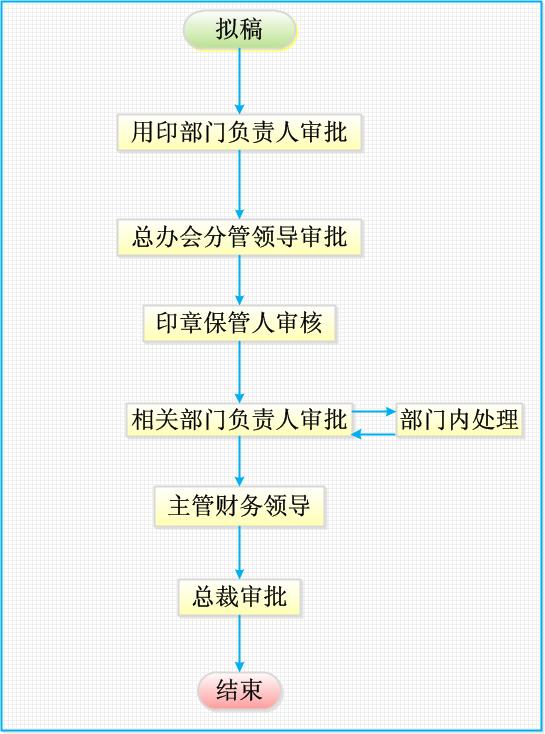 拟稿
用印部门负责人审批
总办会分管领导审批
印章保管人审核
相关部门负责人审批
部门内处理
主管财务领导
总裁审批
结束